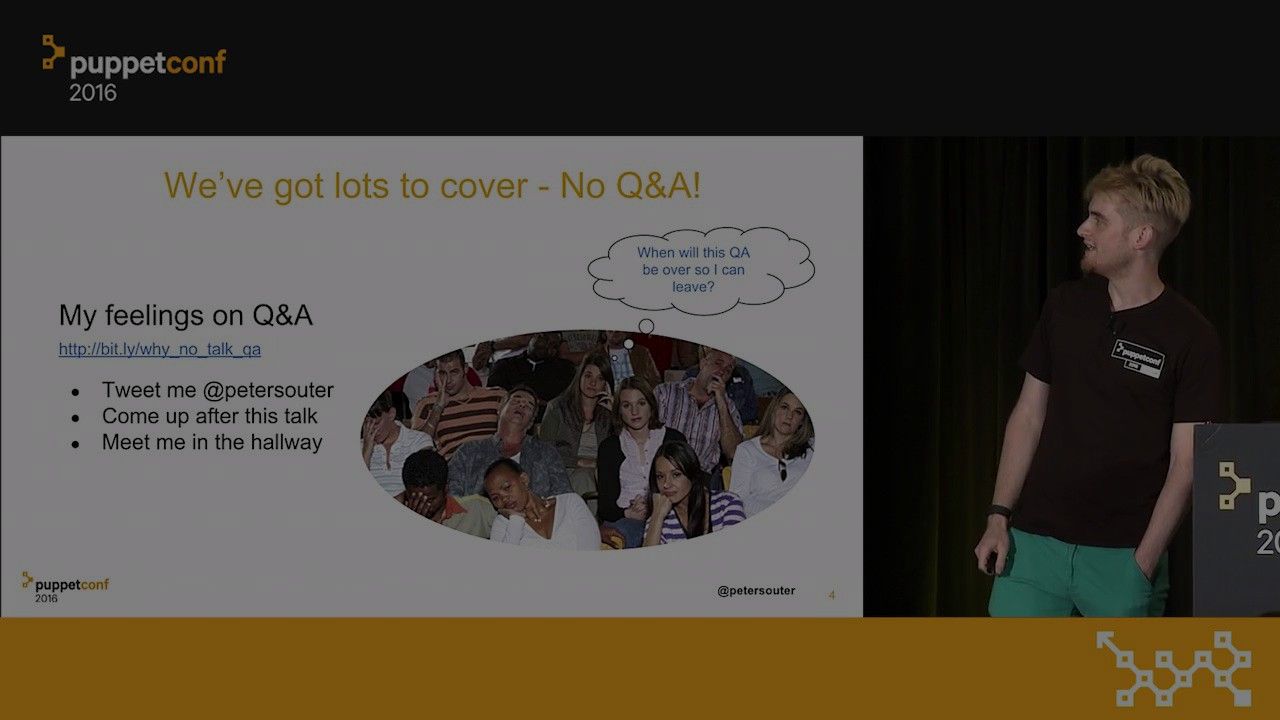 puppetconf
2016
We've got lots to cover - No Q&A!
When will this QA
be over so I can
leave?
My feelings on Q&A
http://bit.ly/why_no_talk_qa
● Tweet me @petersouter
● Come up after this talk
● Meet me in the hallway
puppetconf
2016
@petersouter
4
puppetconf
2016
p
20